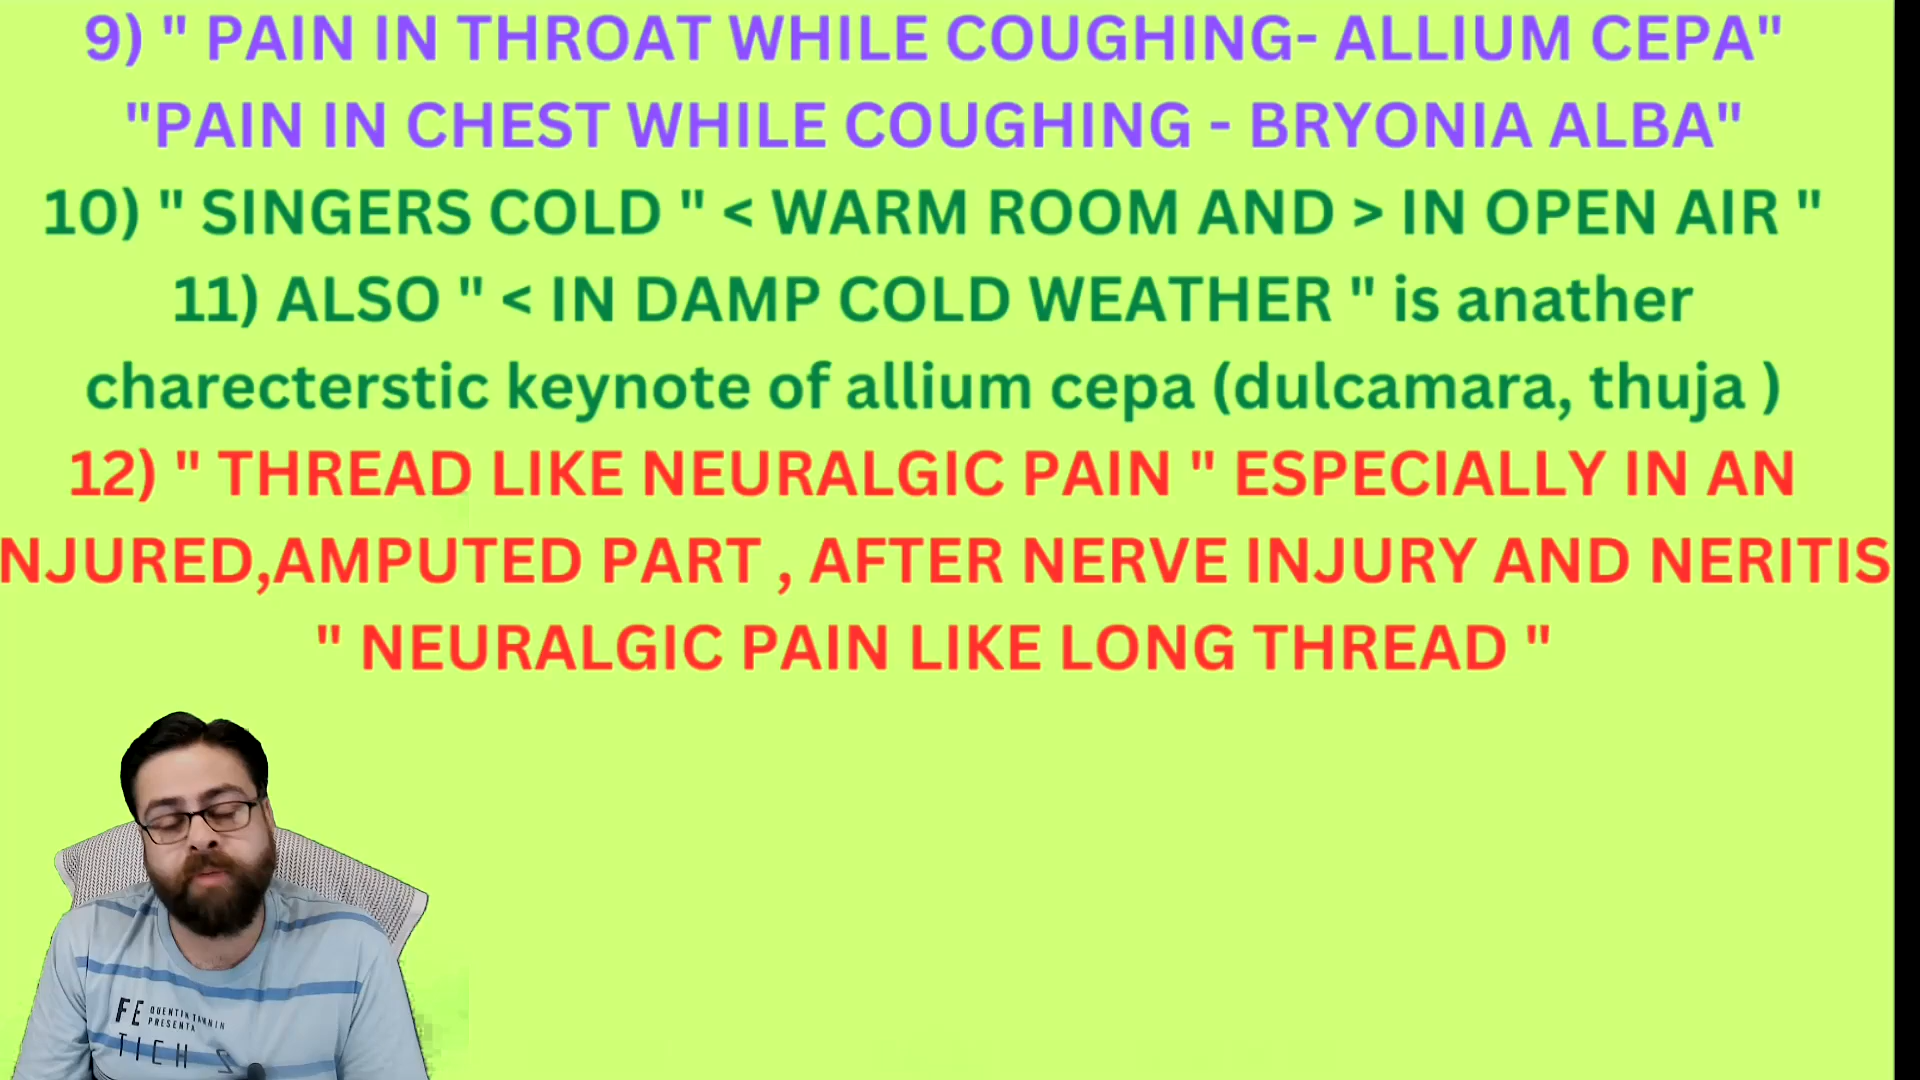 9) " PAIN IN THROAT WHILE COUGHING- ALLIUM CEPA"
"PAIN IN CHEST WHILE COUGHING - BRYONIA ALBA"
10) " SINGERS COLD " < WARM ROOM AND > IN OPEN AIR "
11) ALSO " < IN DAMP COLD WEATHER " is anather
charecterstic keynote of allium cepa (dulcamara, thuja )
12) " THREAD LIKE NEURALGIC PAIN " ESPECIALLY IN AN
NJURED,AMPUTED PART , AFTER NERVE INJURY AND NERITIS
" NEURALGIC PAIN LIKE LONG THREAD "
FE QUENTIN
PRESENTA